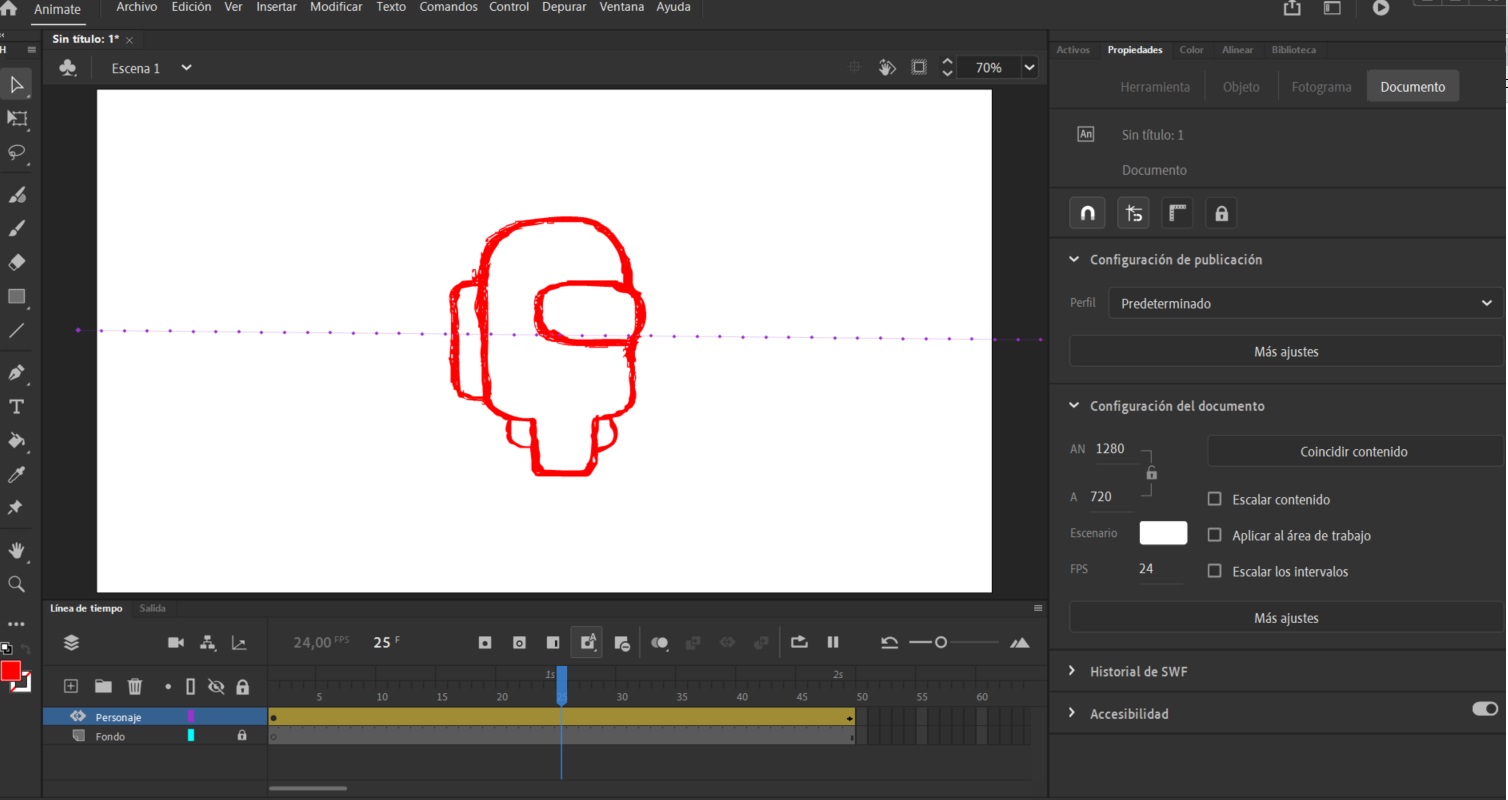 Animate Archivo Edición Ver Insertar Modificar Texto Comandos Control Depurar Ventana Ayuda
Sin título: 1*
H
Escena 1
70%
Activos Propiedades Color Alinear Biblioteca
Herramienta Objeto Fotograma Documento
An Sin título: 1
Documento
Configuración de publicación
Perfil Predeterminado
Más ajustes
Configuración del documento
AN 1280
Coincidir contenido
A 720
Escalar contenido
Escenario
Aplicar al área de trabajo
FPS 24
Escalar los intervalos
Más ajustes
Historial de SWF
Accesibilidad
Línea de tiempo Salida
24,00 FPS 25 F
1s 2s
5 10 15 20 25 30 35 40 45 50 55 60
Personaje
Fondo